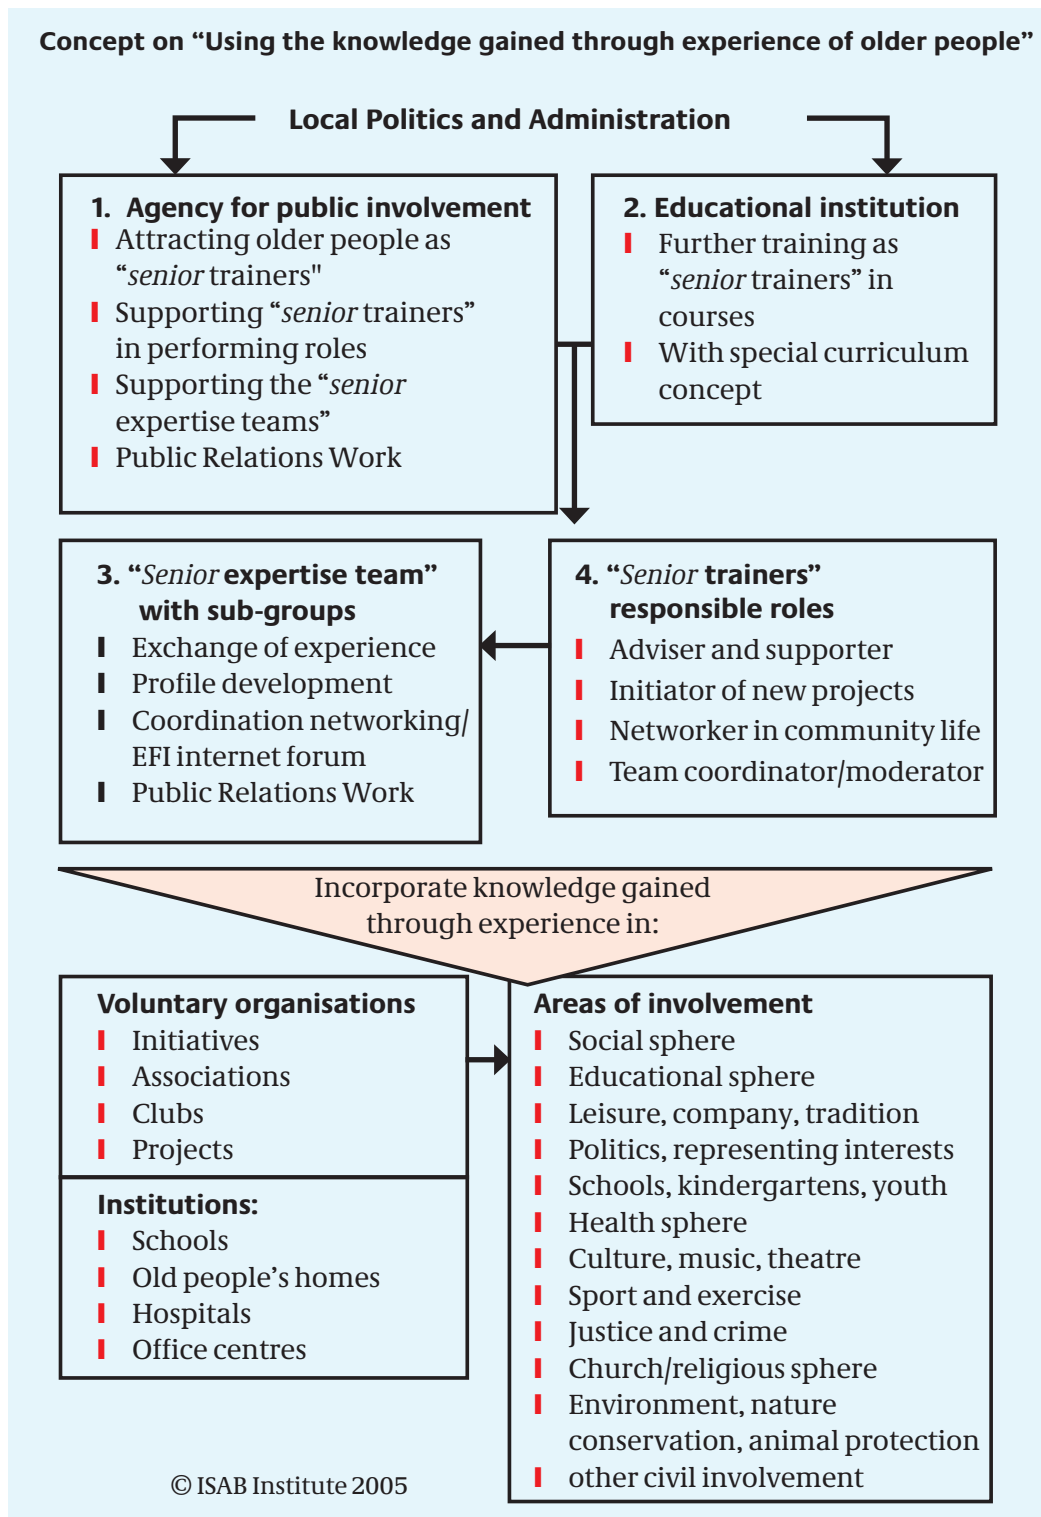 Concept on “Using the knowledge gained through experience of older people”
Local Politics and Administration
1. Agency for public involvement
Attracting older people as
“senior trainers"
Supporting “senior trainers”
in performing roles
Supporting the “senior
expertise teams”
Public Relations Work
2. Educational institution
Further training as
“senior trainers” in
courses
With special curriculum
concept
3. “Senior expertise team”
with sub-groups
Exchange of experience
Profile development
Coordination networking/
EFI internet forum
Public Relations Work
4. “Senior trainers”
responsible roles
Adviser and supporter
Initiator of new projects
Networker in community life
Team coordinator/moderator
Incorporate knowledge gained
through experience in:
Voluntary organisations
Initiatives
Associations
Clubs
Projects
Institutions:
Schools
Old people’s homes
Hospitals
Office centres
Areas of involvement
Social sphere
Educational sphere
Leisure, company, tradition
Politics, representing interests
Schools, kindergartens, youth
Health sphere
Culture, music, theatre
Sport and exercise
Justice and crime
Church/religious sphere
Environment, nature
conservation, animal protection
other civil involvement
© ISAB Institute 2005